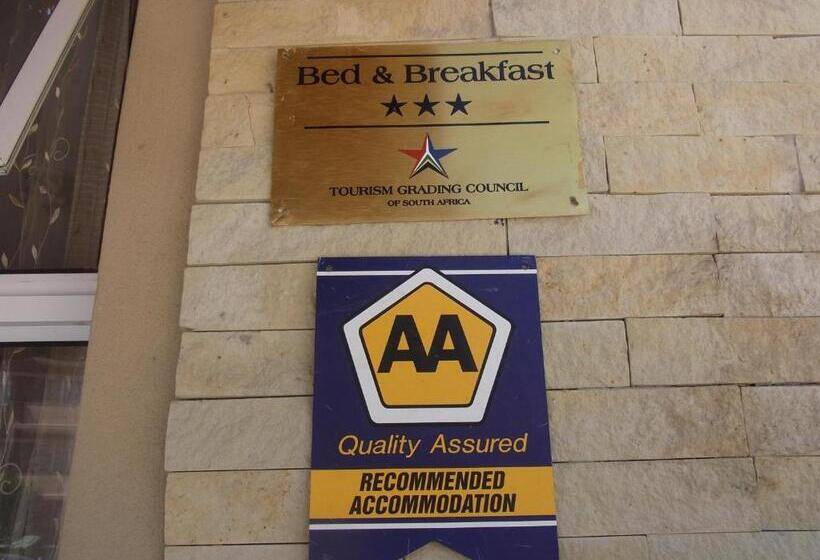 Bed & Breakfast
★★★
TOURISM GRADING COUNCIL
OF SOUTH AFRICA
AA
Quality Assured
RECOMMENDED
ACCOMMODATION